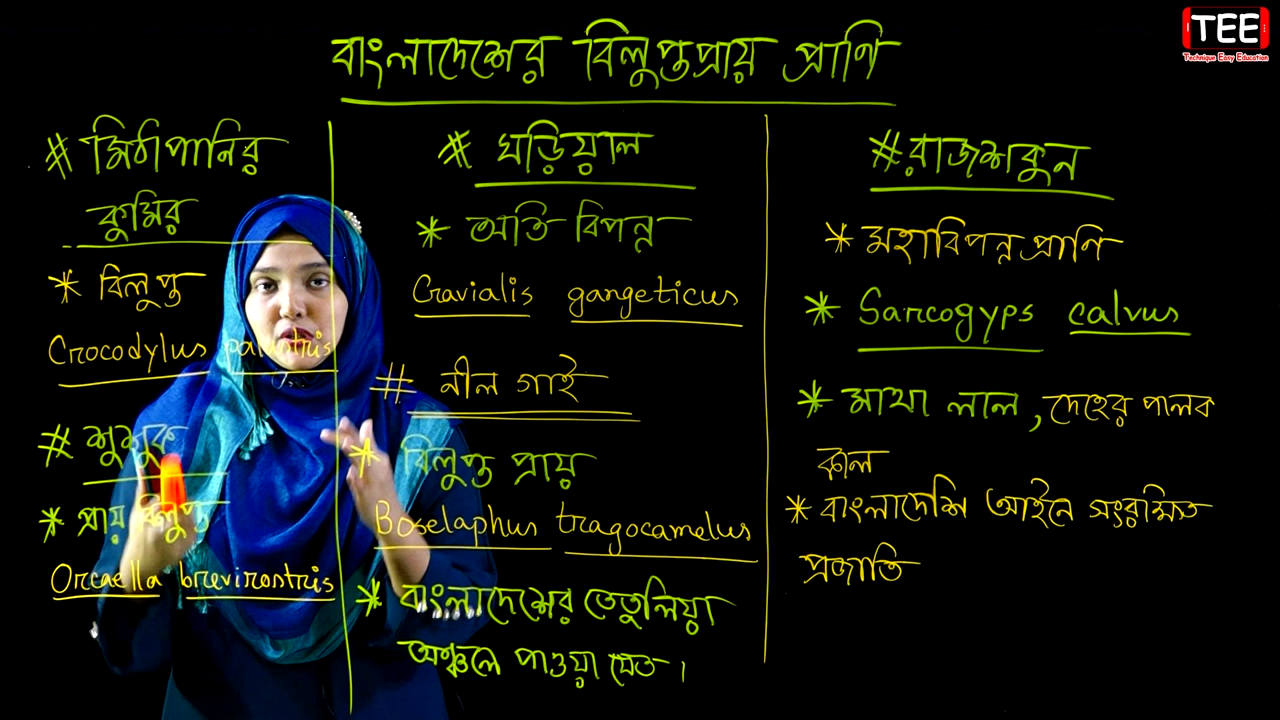 বাংলাদেশের বিলুপ্তপ্রায় প্রাণি
TEE
Technique Easy Education
# মিঠাপানির
কুমির
* বিলুপ্ত
Crocodylus palustris
# শুশুক
* প্রায় বিলুপ্ত
Orcaella brevirostris
# ঘড়িয়াল
* অতি বিপন্ন
Gavialis gangeticus
# নীল গাই
* বিলুপ্ত প্রায়
Boselaphus tragocamelus
* বাংলাদেশের তেতুলিয়া
অঞ্চলে পাওয়া যেত।
# রাজশকুন
* মহাবিপন্ন প্রাণি
* Sarcogyps calvus
* মাথা লাল, দেহের পালক
কাল
* বাংলাদেশি আইনে সংরক্ষিত
প্রজাতি